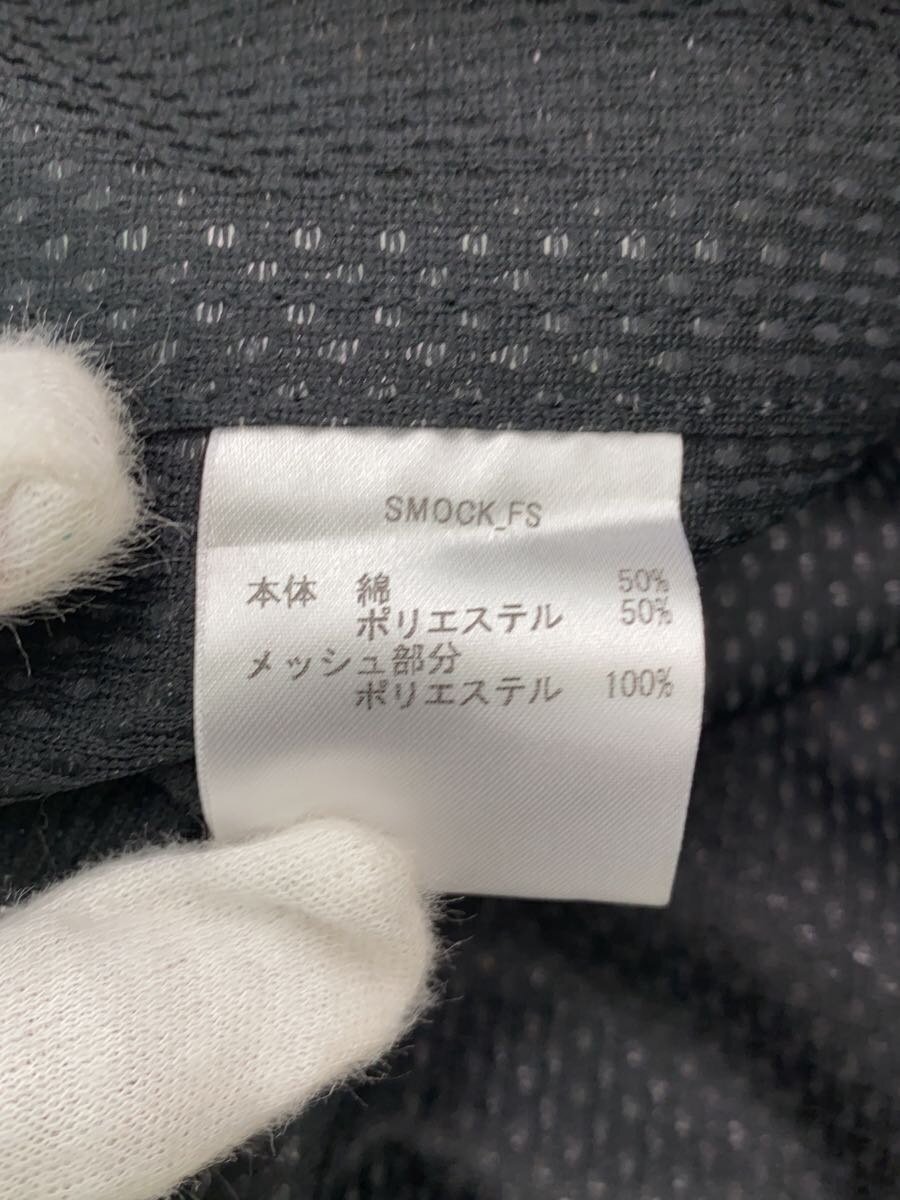 SMOCK_FS
本体 綿 50%
ポリエステル 50%
メッシュ部分
ポリエステル 100%